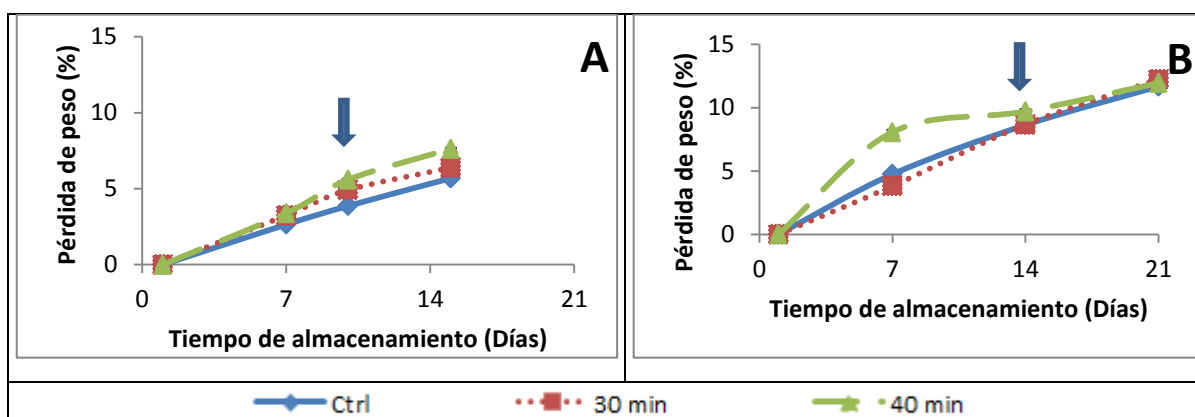 15
10
5
0
Pérdida de peso (%)
A
0 7 14 21
Tiempo de almacenamiento (Días)
15
10
5
0
Pérdida de peso (%)
B
0 7 14 21
Tiempo de almacenamiento (Días)
Ctrl 30 min 40 min